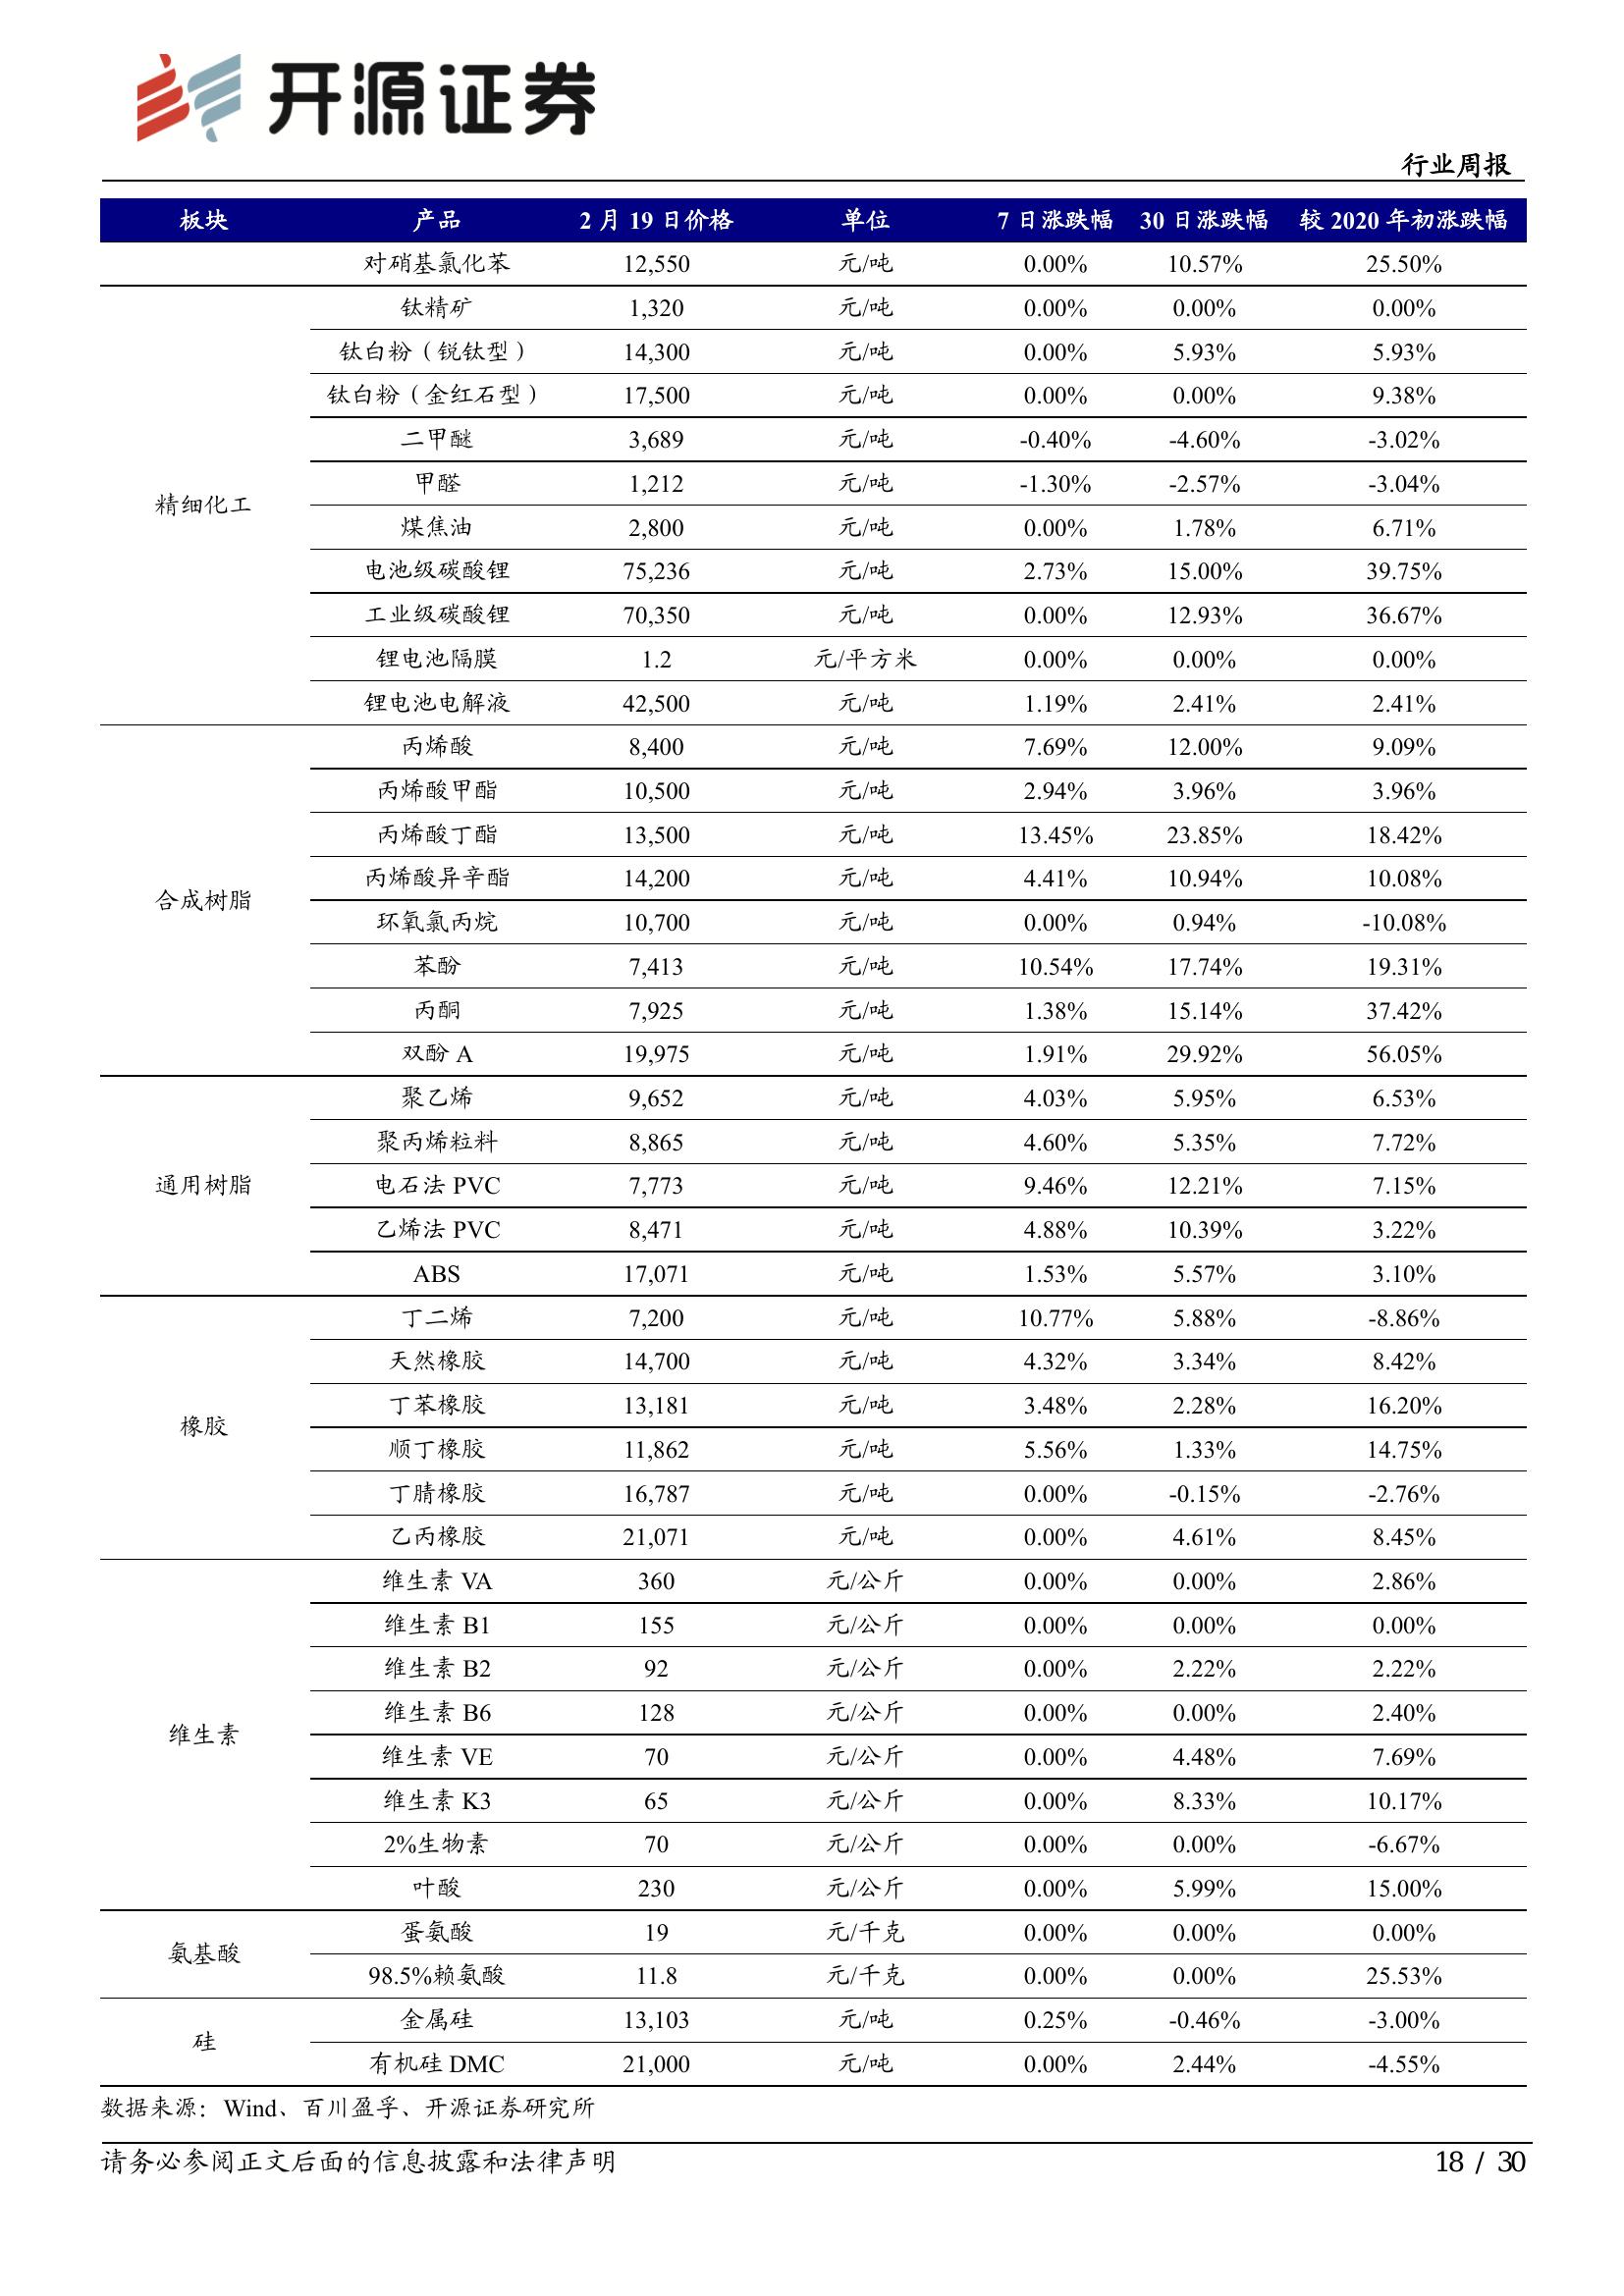 开源证券
行业周报
板块 产品 2 月 19 日价格 单位 7 日涨跌幅 30 日涨跌幅 较 2020 年初涨跌幅
对硝基氯化苯 12,550 元/吨 0.00% 10.57% 25.50%
精细化工 钛精矿 1,320 元/吨 0.00% 0.00% 0.00%
钛白粉（锐钛型） 14,300 元/吨 0.00% 5.93% 5.93%
钛白粉（金红石型） 17,500 元/吨 0.00% 0.00% 9.38%
二甲醚 3,689 元/吨 -0.40% -4.60% -3.02%
甲醛 1,212 元/吨 -1.30% -2.57% -3.04%
煤焦油 2,800 元/吨 0.00% 1.78% 6.71%
电池级碳酸锂 75,236 元/吨 2.73% 15.00% 39.75%
工业级碳酸锂 70,350 元/吨 0.00% 12.93% 36.67%
锂电池隔膜 1.2 元/平方米 0.00% 0.00% 0.00%
锂电池电解液 42,500 元/吨 1.19% 2.41% 2.41%
合成树脂 丙烯酸 8,400 元/吨 7.69% 12.00% 9.09%
丙烯酸甲酯 10,500 元/吨 2.94% 3.96% 3.96%
丙烯酸丁酯 13,500 元/吨 13.45% 23.85% 18.42%
丙烯酸异辛酯 14,200 元/吨 4.41% 10.94% 10.08%
环氧氯丙烷 10,700 元/吨 0.00% 0.94% -10.08%
苯酚 7,413 元/吨 10.54% 17.74% 19.31%
丙酮 7,925 元/吨 1.38% 15.14% 37.42%
双酚 A 19,975 元/吨 1.91% 29.92% 56.05%
通用树脂 聚乙烯 9,652 元/吨 4.03% 5.95% 6.53%
聚丙烯粒料 8,865 元/吨 4.60% 5.35% 7.72%
电石法 PVC 7,773 元/吨 9.46% 12.21% 7.15%
乙烯法 PVC 8,471 元/吨 4.88% 10.39% 3.22%
ABS 17,071 元/吨 1.53% 5.57% 3.10%
橡胶 丁二烯 7,200 元/吨 10.77% 5.88% -8.86%
天然橡胶 14,700 元/吨 4.32% 3.34% 8.42%
丁苯橡胶 13,181 元/吨 3.48% 2.28% 16.20%
顺丁橡胶 11,862 元/吨 5.56% 1.33% 14.75%
丁腈橡胶 16,787 元/吨 0.00% -0.15% -2.76%
乙丙橡胶 21,071 元/吨 0.00% 4.61% 8.45%
维生素 维生素 VA 360 元/公斤 0.00% 0.00% 2.86%
维生素 B1 155 元/公斤 0.00% 0.00% 0.00%
维生素 B2 92 元/公斤 0.00% 2.22% 2.22%
维生素 B6 128 元/公斤 0.00% 0.00% 2.40%
维生素 VE 70 元/公斤 0.00% 4.48% 7.69%
维生素 K3 65 元/公斤 0.00% 8.33% 10.17%
2%生物素 70 元/公斤 0.00% 0.00% -6.67%
叶酸 230 元/公斤 0.00% 5.99% 15.00%
氨基酸 蛋氨酸 19 元/千克 0.00% 0.00% 0.00%
98.5%赖氨酸 11.8 元/千克 0.00% 0.00% 25.53%
硅 金属硅 13,103 元/吨 0.25% -0.46% -3.00%
有机硅 DMC 21,000 元/吨 0.00% 2.44% -4.55%
数据来源：Wind、百川盈孚、开源证券研究所
请务必参阅正文后面的信息披露和法律声明 18 / 30